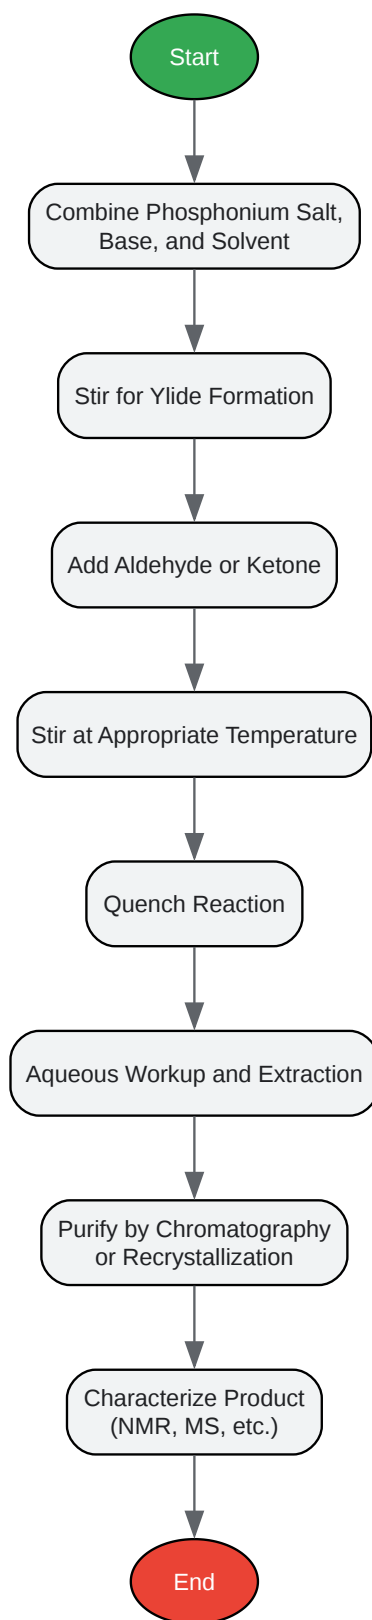 Start
Combine Phosphonium Salt,
Base, and Solvent
Stir for Ylide Formation
Add Aldehyde or Ketone
Stir at Appropriate Temperature
Quench Reaction
Aqueous Workup and Extraction
Purify by Chromatography
or Recrystallization
Characterize Product
(NMR, MS, etc.)
End